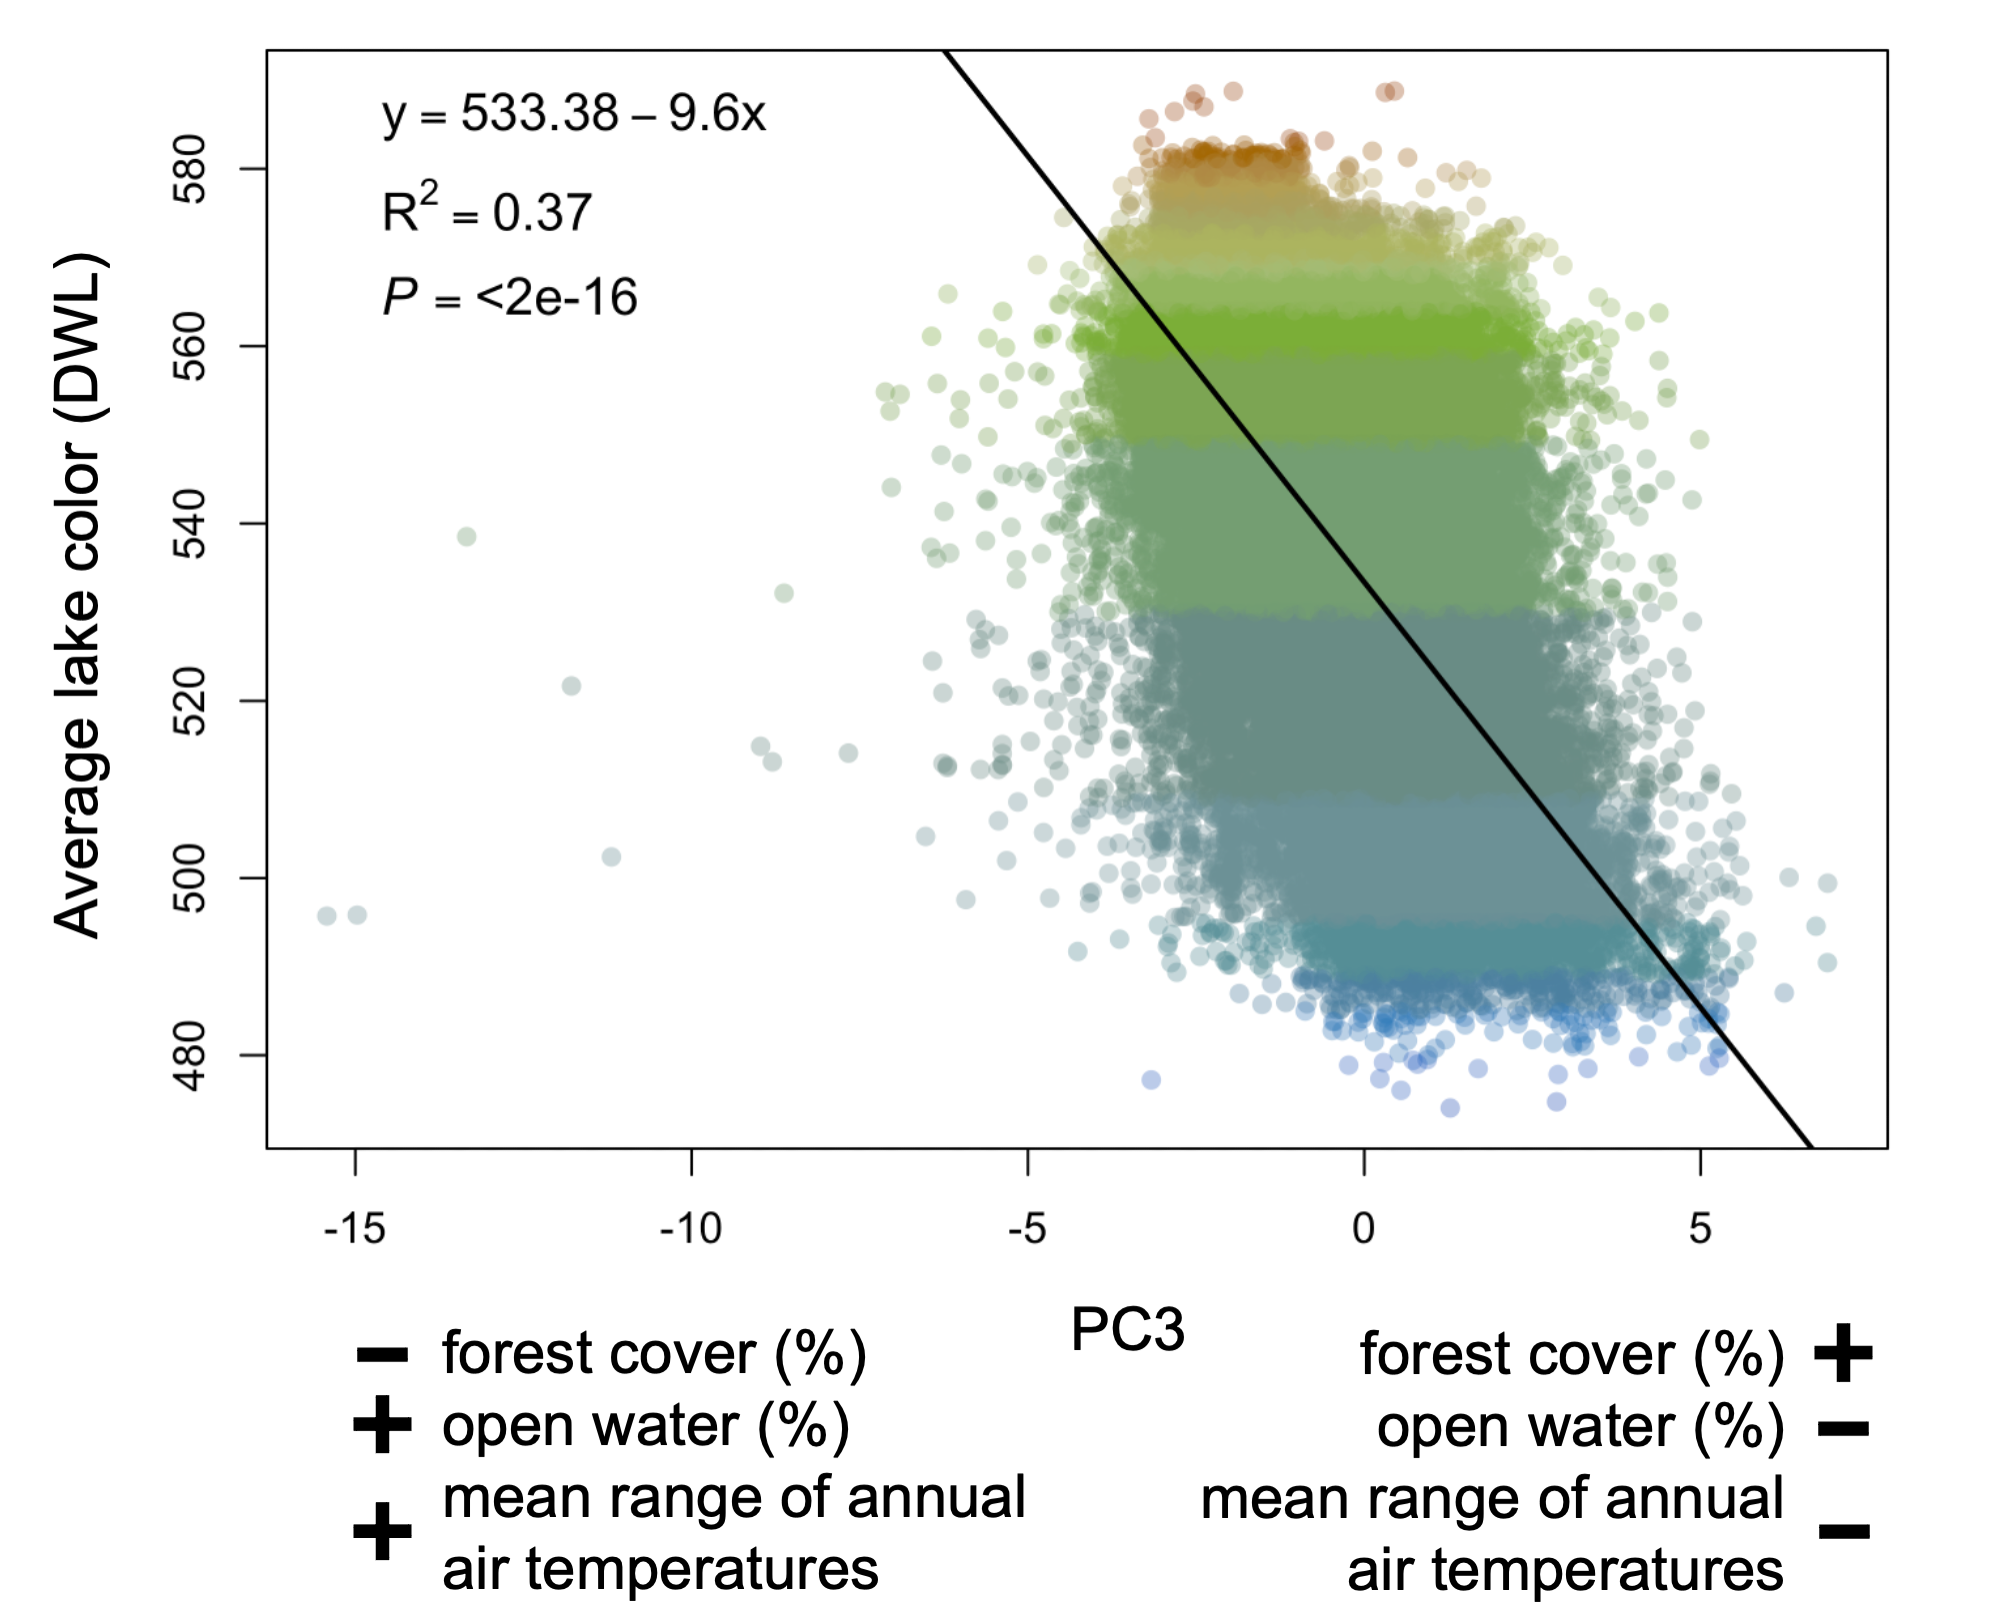 y = 533.38 – 9.6x
R² = 0.37
P = <2e-16
Average lake color (DWL)
580
560
540
520
500
480
-15 -10 -5 0 5
PC3
− forest cover (%)
+ open water (%)
+ mean range of annual
air temperatures
forest cover (%) +
open water (%) −
mean range of annual −
air temperatures